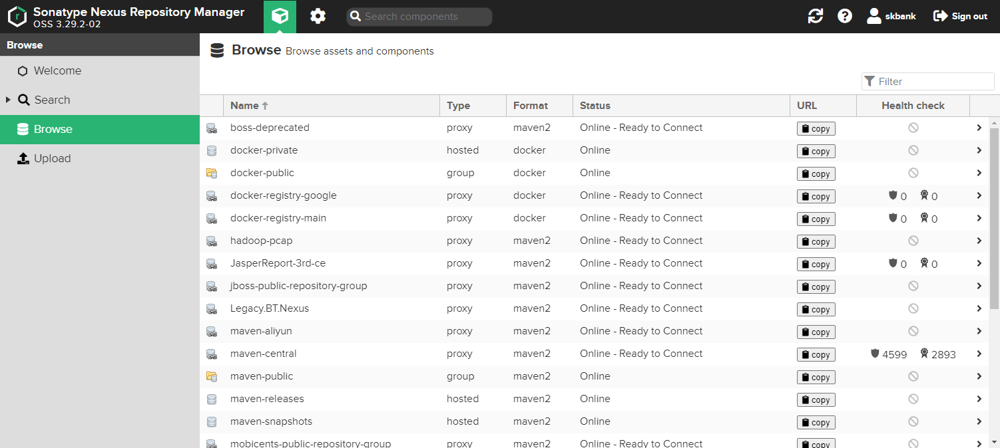 Sonatype Nexus Repository Manager
OSS 3.29.2-02
Search components
skbank
Sign out
Browse
Welcome
Search
Browse
Upload
Browse Browse assets and components
Filter
Name Type Format Status URL Health check
boss-deprecated proxy maven2 Online - Ready to Connect copy
docker-private hosted docker Online copy
docker-public group docker Online copy
docker-registry-google proxy docker Online - Ready to Connect copy 0 0
docker-registry-main proxy docker Online - Ready to Connect copy 0 0
hadoop-pcap proxy maven2 Online - Ready to Connect copy
JasperReport-3rd-ce proxy maven2 Online - Ready to Connect copy 0 0
jboss-public-repository-group proxy maven2 Online - Ready to Connect copy
Legacy.BT.Nexus proxy maven2 Online - Ready to Connect copy
maven-aliyun proxy maven2 Online - Ready to Connect copy
maven-central proxy maven2 Online - Ready to Connect copy 4599 2893
maven-public group maven2 Online copy
maven-releases hosted maven2 Online copy
maven-snapshots hosted maven2 Online copy
mobicents-public-repository-group proxy maven2 Online - Ready to Connect copy